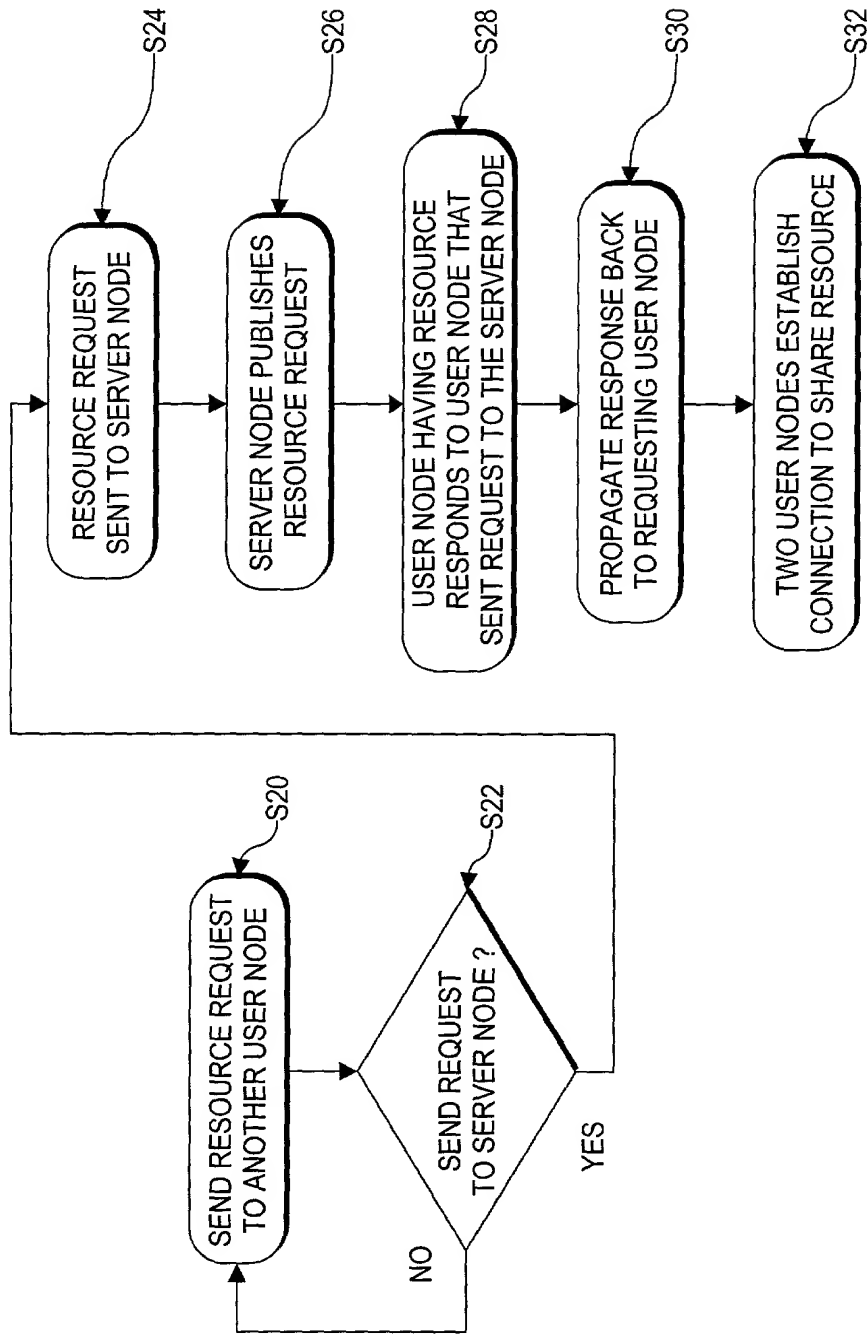 SEND RESOURCE REQUEST
TO ANOTHER USER NODE
S20
SEND REQUEST
TO SERVER NODE ?
S22
NO
YES
RESOURCE REQUEST
SENT TO SERVER NODE
S24
SERVER NODE PUBLISHES
RESOURCE REQUEST
S26
USER NODE HAVING RESOURCE
RESPONDS TO USER NODE THAT
SENT REQUEST TO THE SERVER NODE
S28
PROPAGATE RESPONSE BACK
TO REQUESTING USER NODE
S30
TWO USER NODES ESTABLISH
CONNECTION TO SHARE RESOURCE
S32